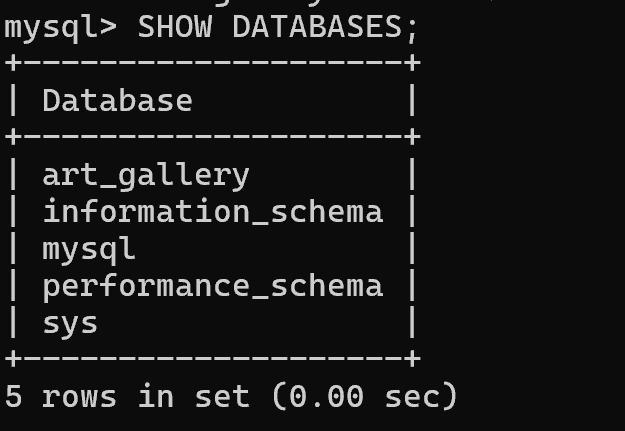 mysql> SHOW DATABASES;
+--------------------+
| Database           |
+--------------------+
| art_gallery        |
| information_schema |
| mysql              |
| performance_schema |
| sys                |
+--------------------+
5 rows in set (0.00 sec)